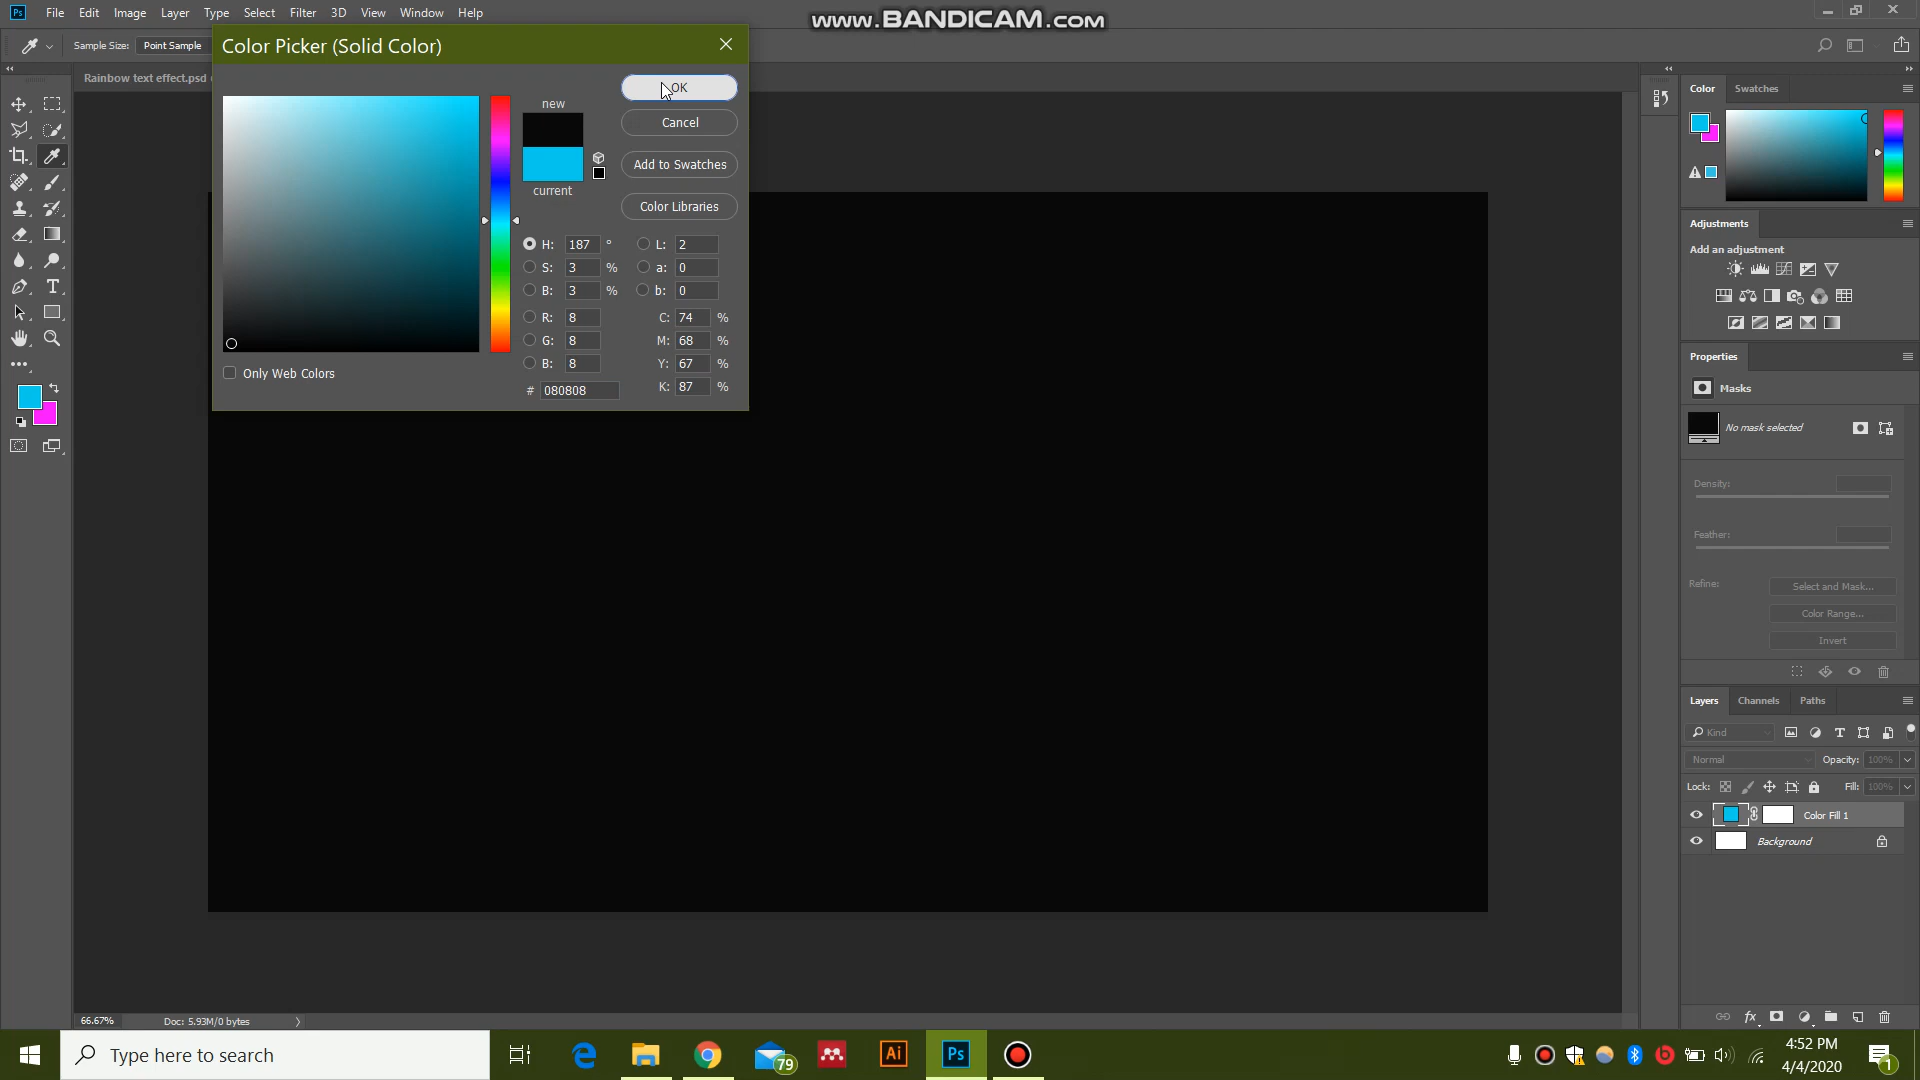 Ps File Edit Image Layer Type Select Filter 3D View Window Help
www.BANDICAM.com
Sample Size: Point Sample
Color Picker (Solid Color)
Rainbow text effect.psd
new
current
OK
Cancel
Add to Swatches
Color Libraries
H: 187 °
S: 3 %
B: 3 %
R: 8
G: 8
B: 8
# 080808
L: 2
a: 0
b: 0
C: 74 %
M: 68 %
Y: 67 %
K: 87 %
Only Web Colors
Color Swatches
Adjustments
Add an adjustment
Properties
Masks
No mask selected
Density:
Feather:
Refine:
Select and Mask...
Color Range...
Invert
Layers Channels Paths
Kind
Normal Opacity: 100%
Lock: Fill: 100%
Color Fill 1
Background
66.67% Doc: 5.93M/0 bytes
Type here to search
79
Ai
Ps
4:52 PM
4/4/2020
1